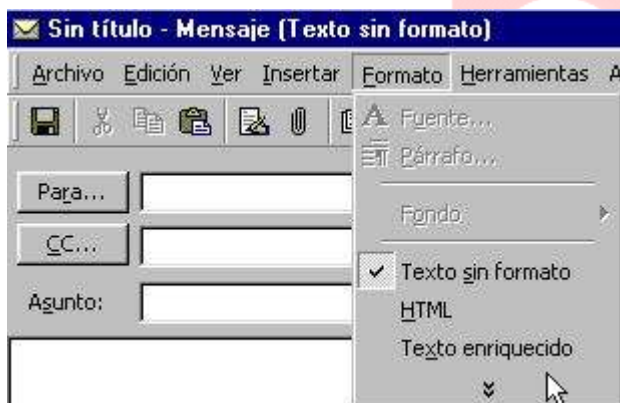 Sin título - Mensaje (Texto sin formato)
Archivo Edición Ver Insertar Formato Herramientas A
Fuente...
Párrafo...
Para...
Fondo
CC...
Texto sin formato
Asunto:
HTML
Texto enriquecido